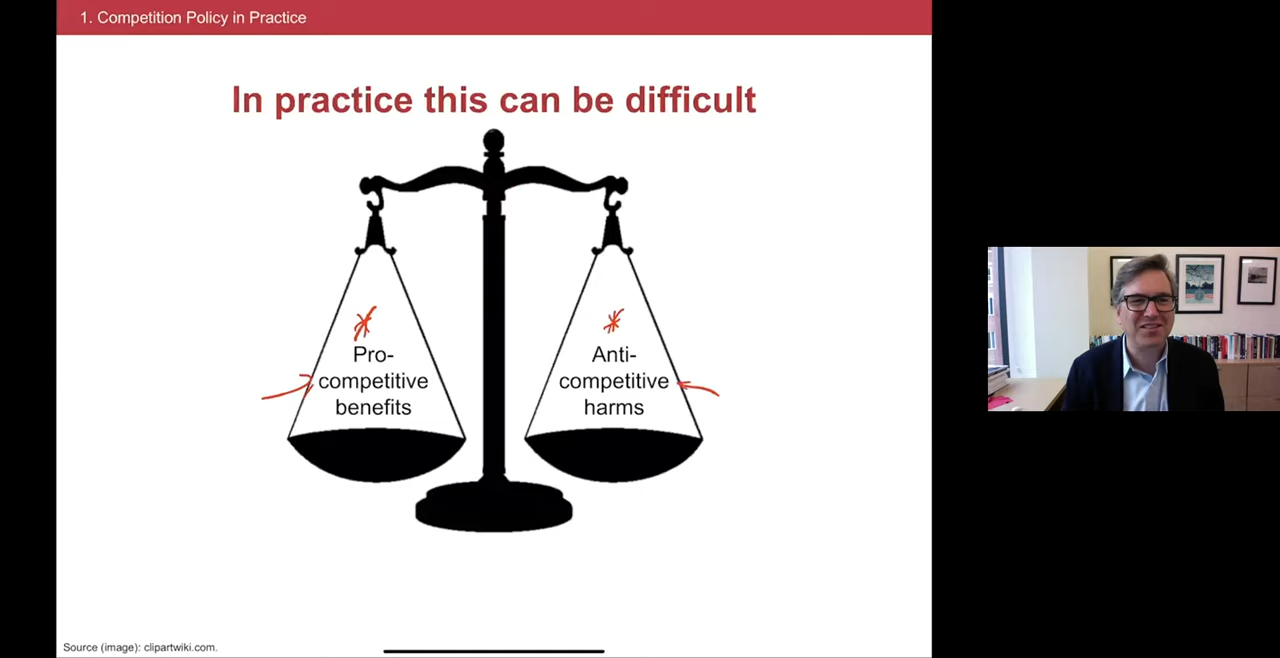 1. Competition Policy in Practice
In practice this can be difficult
Pro-
competitive
benefits
Anti-
competitive
harms
Source (image): clipartwiki.com.